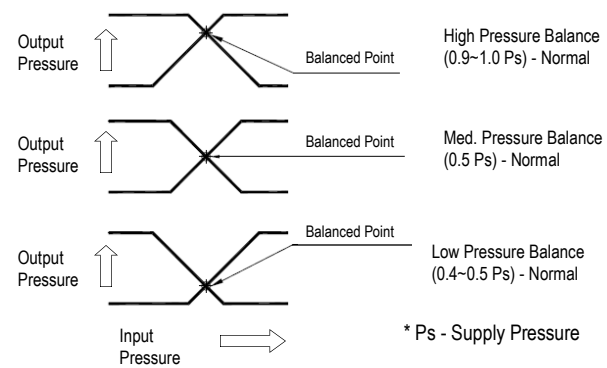 Output
Pressure
Balanced Point
High Pressure Balance
(0.9~1.0 Ps) - Normal
Output
Pressure
Balanced Point
Med. Pressure Balance
(0.5 Ps) - Normal
Output
Pressure
Balanced Point
Low Pressure Balance
(0.4~0.5 Ps) - Normal
Input
Pressure
* Ps - Supply Pressure